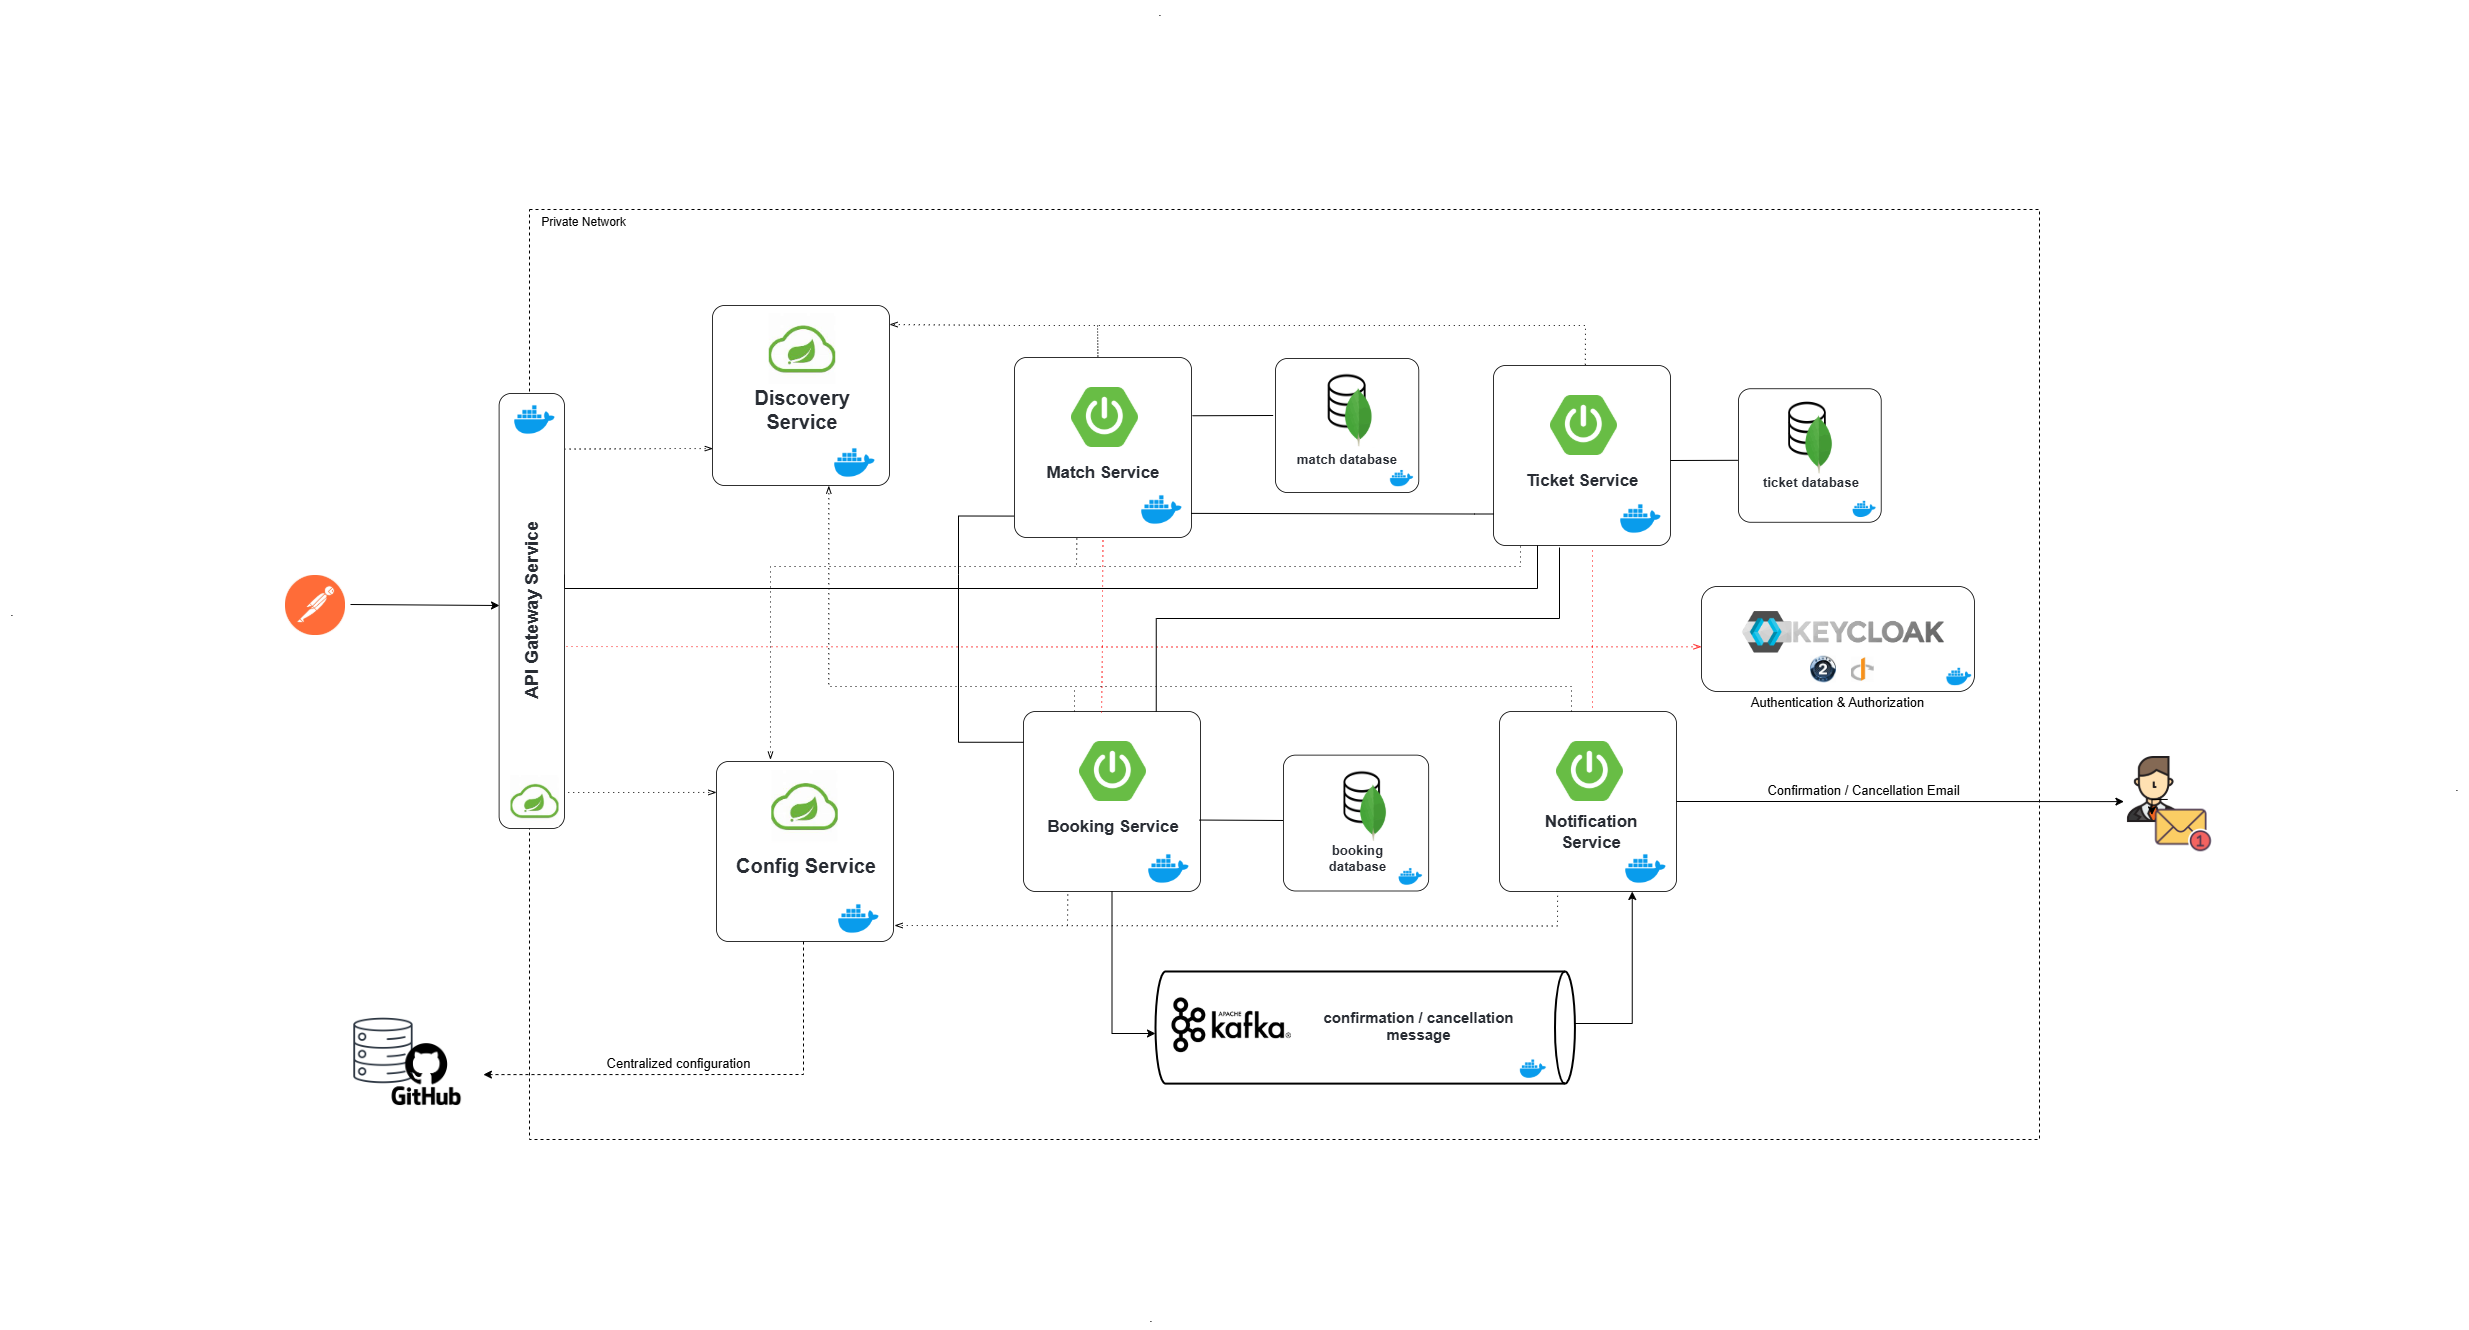 Private Network
Discovery
Service
Match Service
match database
Ticket Service
ticket database
API Gateway Service
KEYCLOAK
2
Authentication & Authorization
Config Service
Booking Service
booking
database
Notification
Service
Confirmation / Cancellation Email
1
APACHE
kafka®
confirmation / cancellation
message
Centralized configuration
GitHub